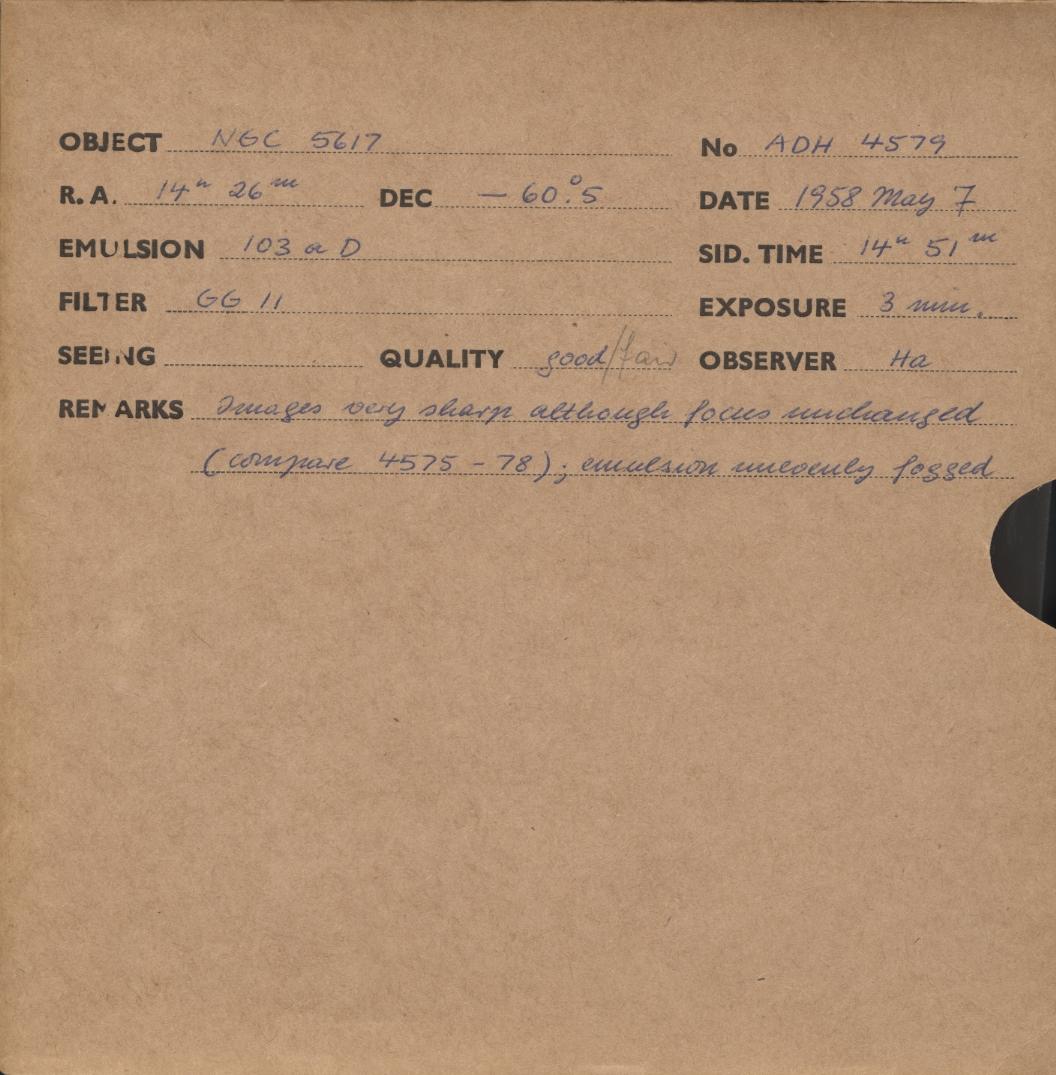 OBJECT NGC 5617 No ADH 4579
R. A. 14ʰ 26ᵐ DEC — 60°.5 DATE 1958 May 7
EMULSION 103 a D SID. TIME 14ʰ 51ᵐ
FILTER GG 11 EXPOSURE 3 min.
SEEING QUALITY good/fair OBSERVER Ha
REMARKS Images very sharp although focus unchanged
(compare 4575 - 78); emulsion unevenly fogged